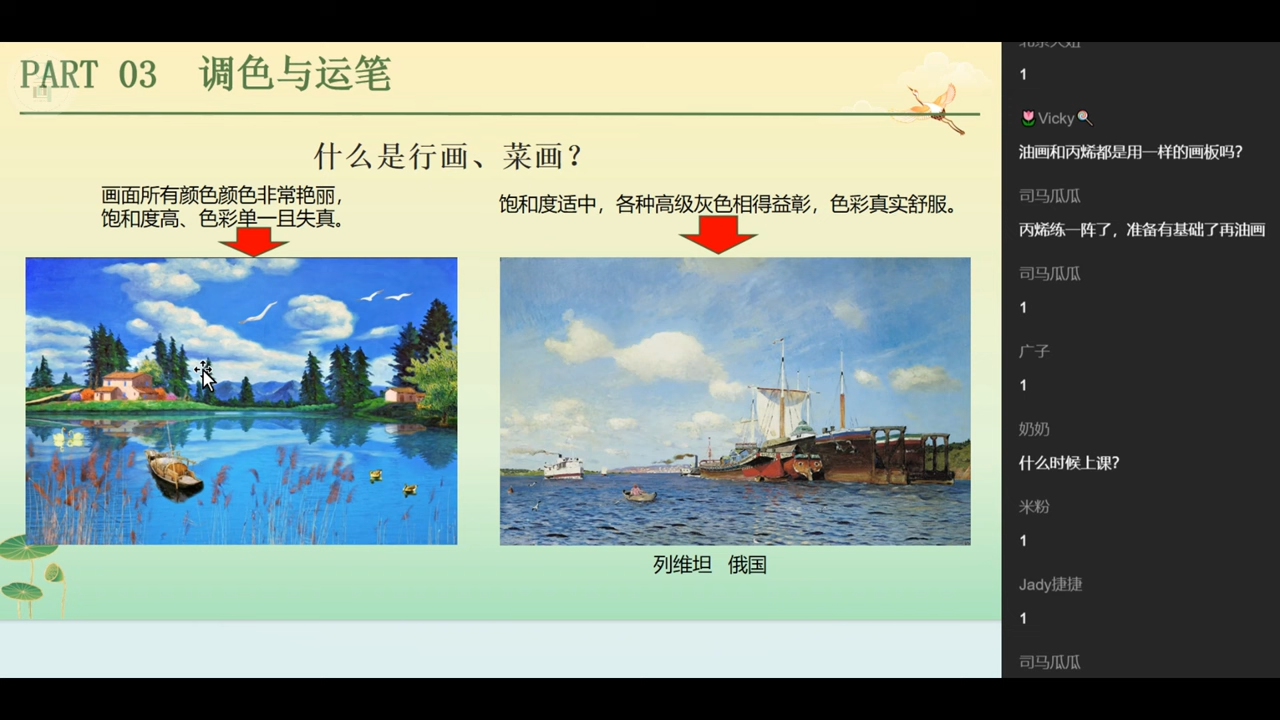 PART 03 调色与运笔
什么是行画、菜画？
画面所有颜色颜色非常艳丽，
饱和度高、色彩单一且失真。
饱和度适中，各种高级灰色相得益彰，色彩真实舒服。
列维坦 俄国
1
🌷Vicky🍭
油画和丙烯都是用一样的画板吗?
司马瓜瓜
丙烯练一阵了，准备有基础了再油画
司马瓜瓜
1
广子
1
奶奶
什么时候上课?
米粉
1
Jady捷捷
1
司马瓜瓜